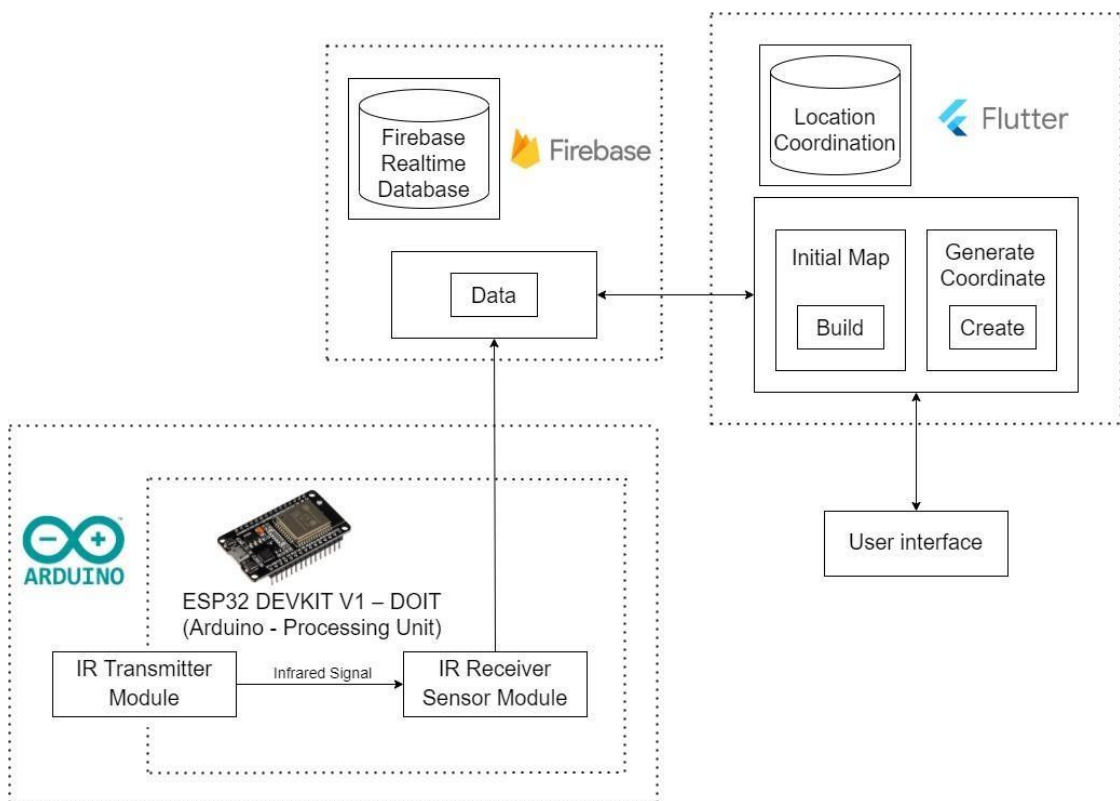 Firebase
Realtime
Database
Firebase
Data
Location
Coordination
Flutter
Initial Map
Build
Generate
Coordinate
Create
User interface
ARDUINO
ESP32 DEVKIT V1 – DOIT
(Arduino - Processing Unit)
IR Transmitter
Module
Infrared Signal
IR Receiver
Sensor Module